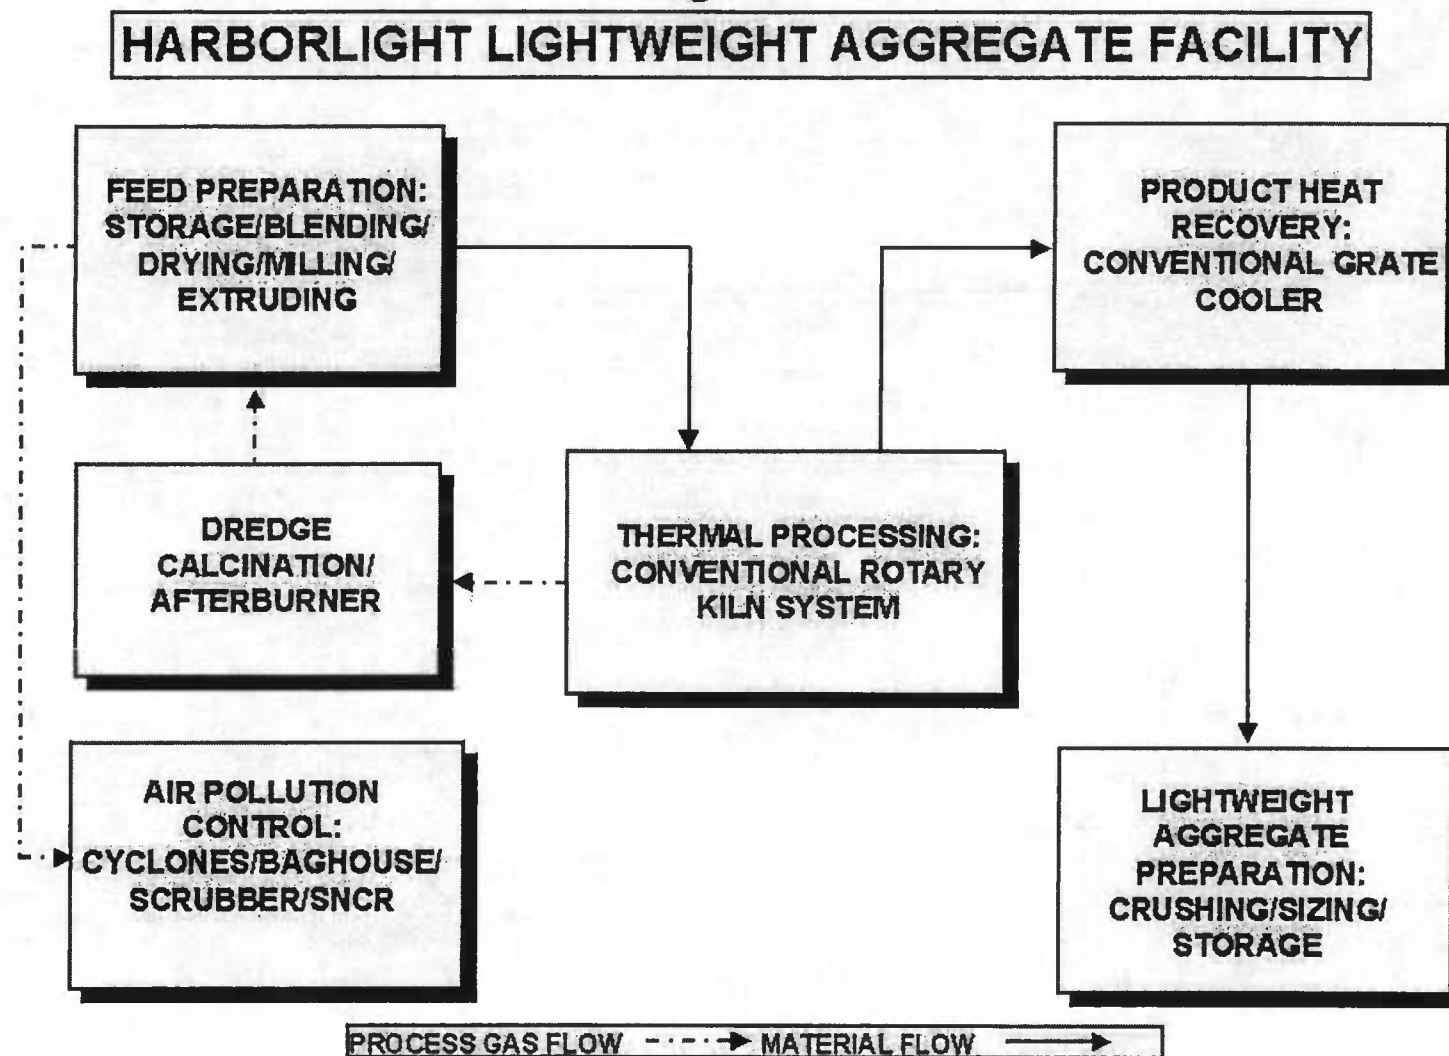 HARBORLIGHT LIGHTWEIGHT AGGREGATE FACILITY
FEED PREPARATION:
STORAGE/BLENDING/
DRYING/MILLING/
EXTRUDING
PRODUCT HEAT
RECOVERY:
CONVENTIONAL GRATE
COOLER
DREDGE
CALCINATION/
AFTERBURNER
THERMAL PROCESSING:
CONVENTIONAL ROTARY
KILN SYSTEM
AIR POLLUTION
CONTROL:
CYCLONES/BAGHOUSE/
SCRUBBER/SNCR
LIGHTWEIGHT
AGGREGATE
PREPARATION:
CRUSHING/SIZING/
STORAGE
PROCESS GAS FLOW MATERIAL FLOW